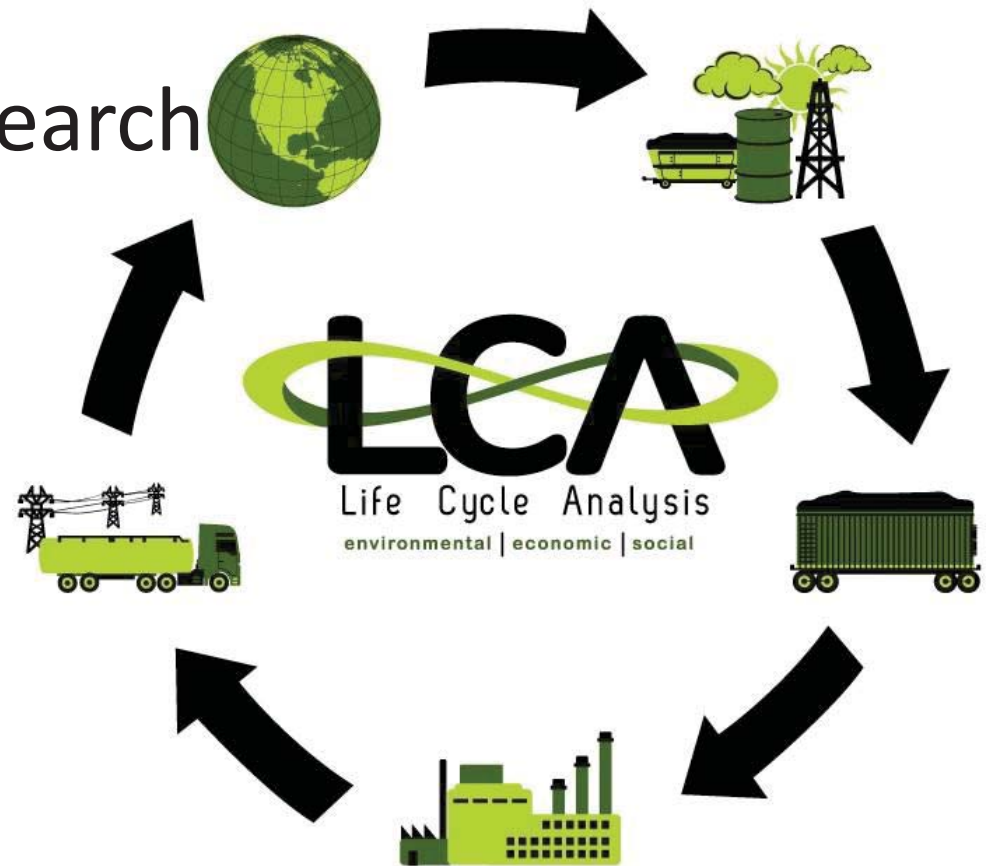 earch
LCA
Life Cycle Analysis
environmental | economic | social